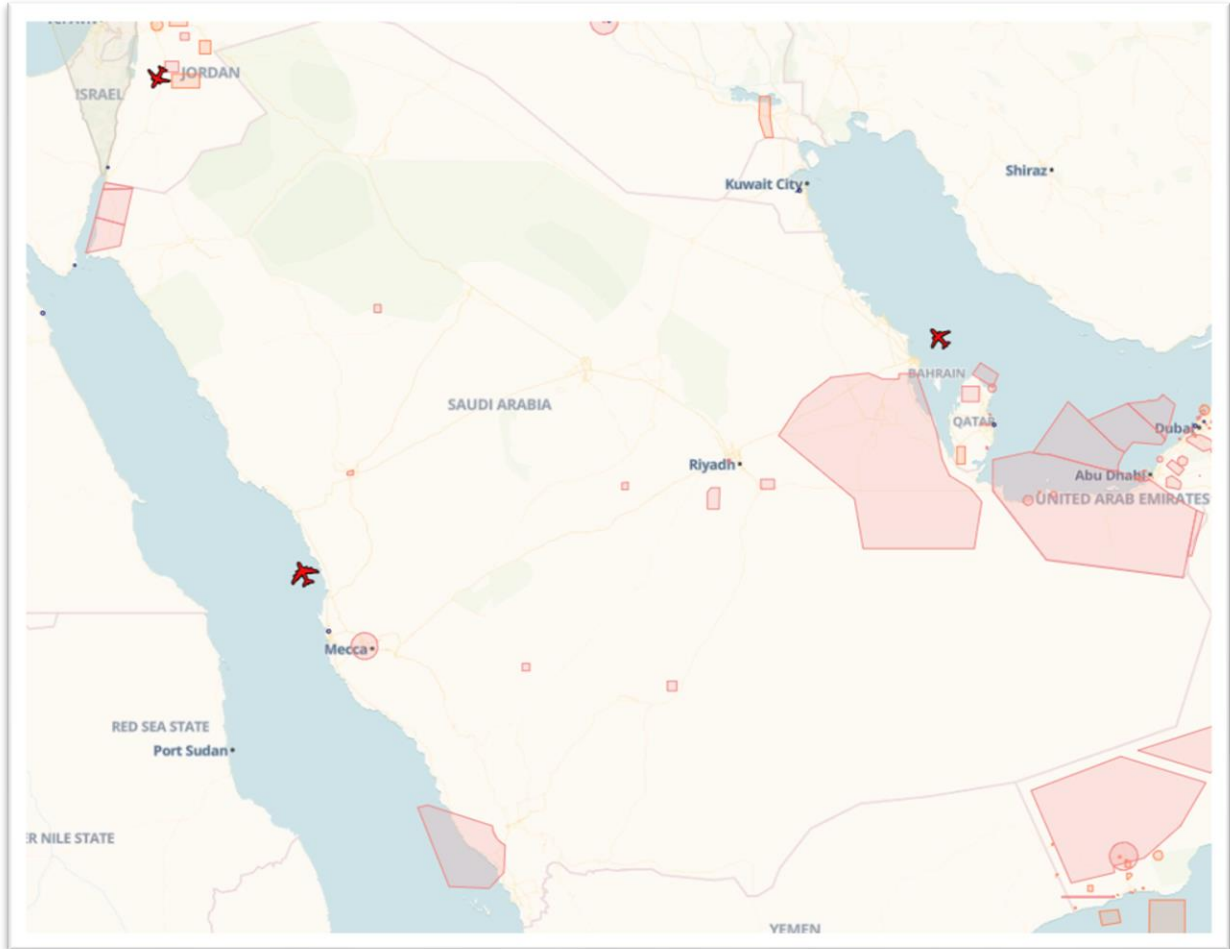 JORDAN
ISRAEL
Shiraz
Kuwait City
BAHRAIN
SAUDI ARABIA
QATAR
Dubai
Riyadh
Abu Dhabi
UNITED ARAB EMIRATES
Mecca
RED SEA STATE
Port Sudan
ER NILE STATE
YEMEN